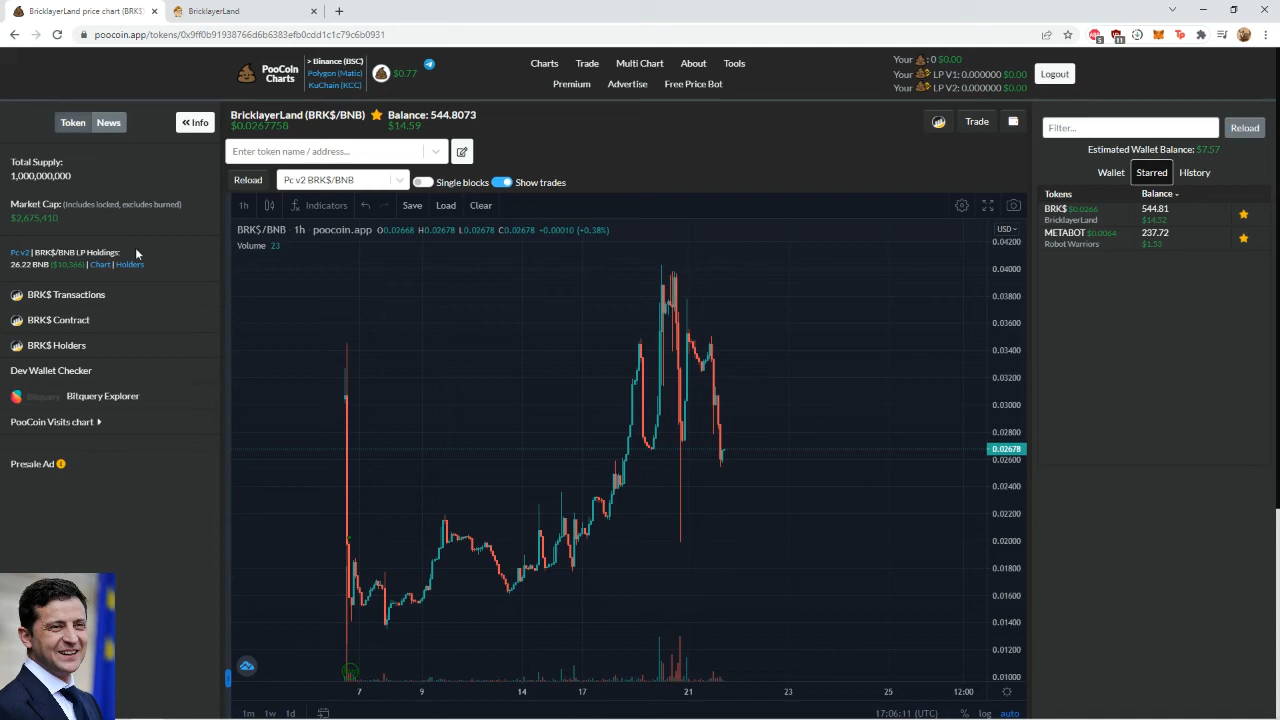 BricklayerLand price chart (BRK$)
BricklayerLand
poocoin.app/tokens/0x9ff0b91938766d6b6383efb0cdd1c1c79c6b0931
5
11
PooCoin
Charts
> Binance (BSC)
Polygon (Matic)
KuChain (KCC)
$0.77
Charts
Trade
Multi Chart
About
Tools
Premium
Advertise
Free Price Bot
Your : 0 $0.00
Your LP V1: 0.000000 $0.00
Your LP V2: 0.000000 $0.00
Logout
Token
News
Info
Total Supply:
1,000,000,000
Market Cap: (Includes locked, excludes burned)
$2,675,410
Pc v2 | BRK$/BNB LP Holdings:
26.22 BNB ($10,366) | Chart | Holders
BRK$ Transactions
BRK$ Contract
BRK$ Holders
Dev Wallet Checker
Bitquery Bitquery Explorer
PooCoin Visits chart
Presale Ad
BricklayerLand (BRK$/BNB)
Balance: 544.8073
$0.0267758
$14.59
Trade
Enter token name / address...
Reload
Pc v2 BRK$/BNB
Single blocks
Show trades
1h
Indicators
Save
Load
Clear
BRK$/BNB · 1h · poocoin.app O0.02668 H0.02678 L0.02678 C0.02678 +0.00010 (+0.38%)
Volume 23
USD
0.04200
0.04000
0.03800
0.03600
0.03400
0.03200
0.03000
0.02800
0.02678
0.02600
0.02400
0.02200
0.02000
0.01800
0.01600
0.01400
0.01200
0.01000
7
9
14
17
21
23
25
12:00
1m
1w
1d
17:06:11 (UTC)
%
log
auto
Filter...
Reload
Estimated Wallet Balance: $7.57
Wallet
Starred
History
Tokens
Balance
BRK$ $0.0266
544.81
BricklayerLand
$14.52
METABOT $0.0064
237.72
Robot Warriors
$1.53